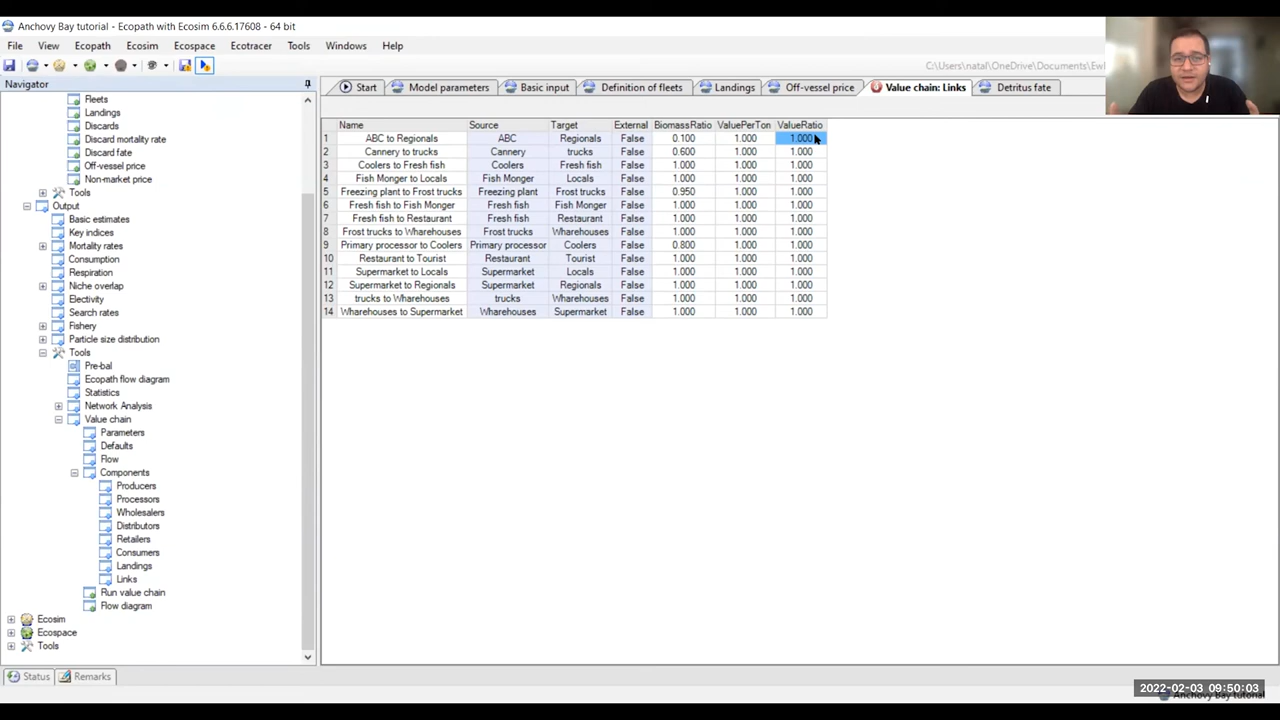 Anchovy Bay tutorial - Ecopath with Ecosim 6.6.6.17608 - 64 bit
File View Ecopath Ecosim Ecospace Ecotracer Tools Windows Help
C:\Users\natal\OneDrive\Documents\Ew
Navigator
Start Model parameters Basic input Definition of fleets Landings Off-vessel price Value chain: Links Detritus fate
Fleets
Landings
Discards
Discard mortality rate
Discard fate
Off-vessel price
Non-market price
Tools
Output
Basic estimates
Key indices
Mortality rates
Consumption
Respiration
Niche overlap
Electivity
Search rates
Fishery
Particle size distribution
Tools
Pre-bal
Ecopath flow diagram
Statistics
Network Analysis
Value chain
Parameters
Defaults
Flow
Components
Producers
Processors
Wholesalers
Distributors
Retailers
Consumers
Landings
Links
Run value chain
Flow diagram
Ecosim
Ecospace
Tools
Name Source Target External BiomassRatio ValuePerTon ValueRatio
1 ABC to Regionals ABC Regionals False 0.100 1.000 1.000
2 Cannery to trucks Cannery trucks False 0.600 1.000 1.000
3 Coolers to Fresh fish Coolers Fresh fish False 1.000 1.000 1.000
4 Fish Monger to Locals Fish Monger Locals False 1.000 1.000 1.000
5 Freezing plant to Frost trucks Freezing plant Frost trucks False 0.950 1.000 1.000
6 Fresh fish to Fish Monger Fresh fish Fish Monger False 1.000 1.000 1.000
7 Fresh fish to Restaurant Fresh fish Restaurant False 1.000 1.000 1.000
8 Frost trucks to Wharehouses Frost trucks Wharehouses False 1.000 1.000 1.000
9 Primary processor to Coolers Primary processor Coolers False 0.800 1.000 1.000
10 Restaurant to Tourist Restaurant Tourist False 1.000 1.000 1.000
11 Supermarket to Locals Supermarket Locals False 1.000 1.000 1.000
12 Supermarket to Regionals Supermarket Regionals False 1.000 1.000 1.000
13 trucks to Wharehouses trucks Wharehouses False 1.000 1.000 1.000
14 Wharehouses to Supermarket Wharehouses Supermarket False 1.000 1.000 1.000
Status Remarks
2022-02-03 09:50:03
Anchovy Bay tutorial